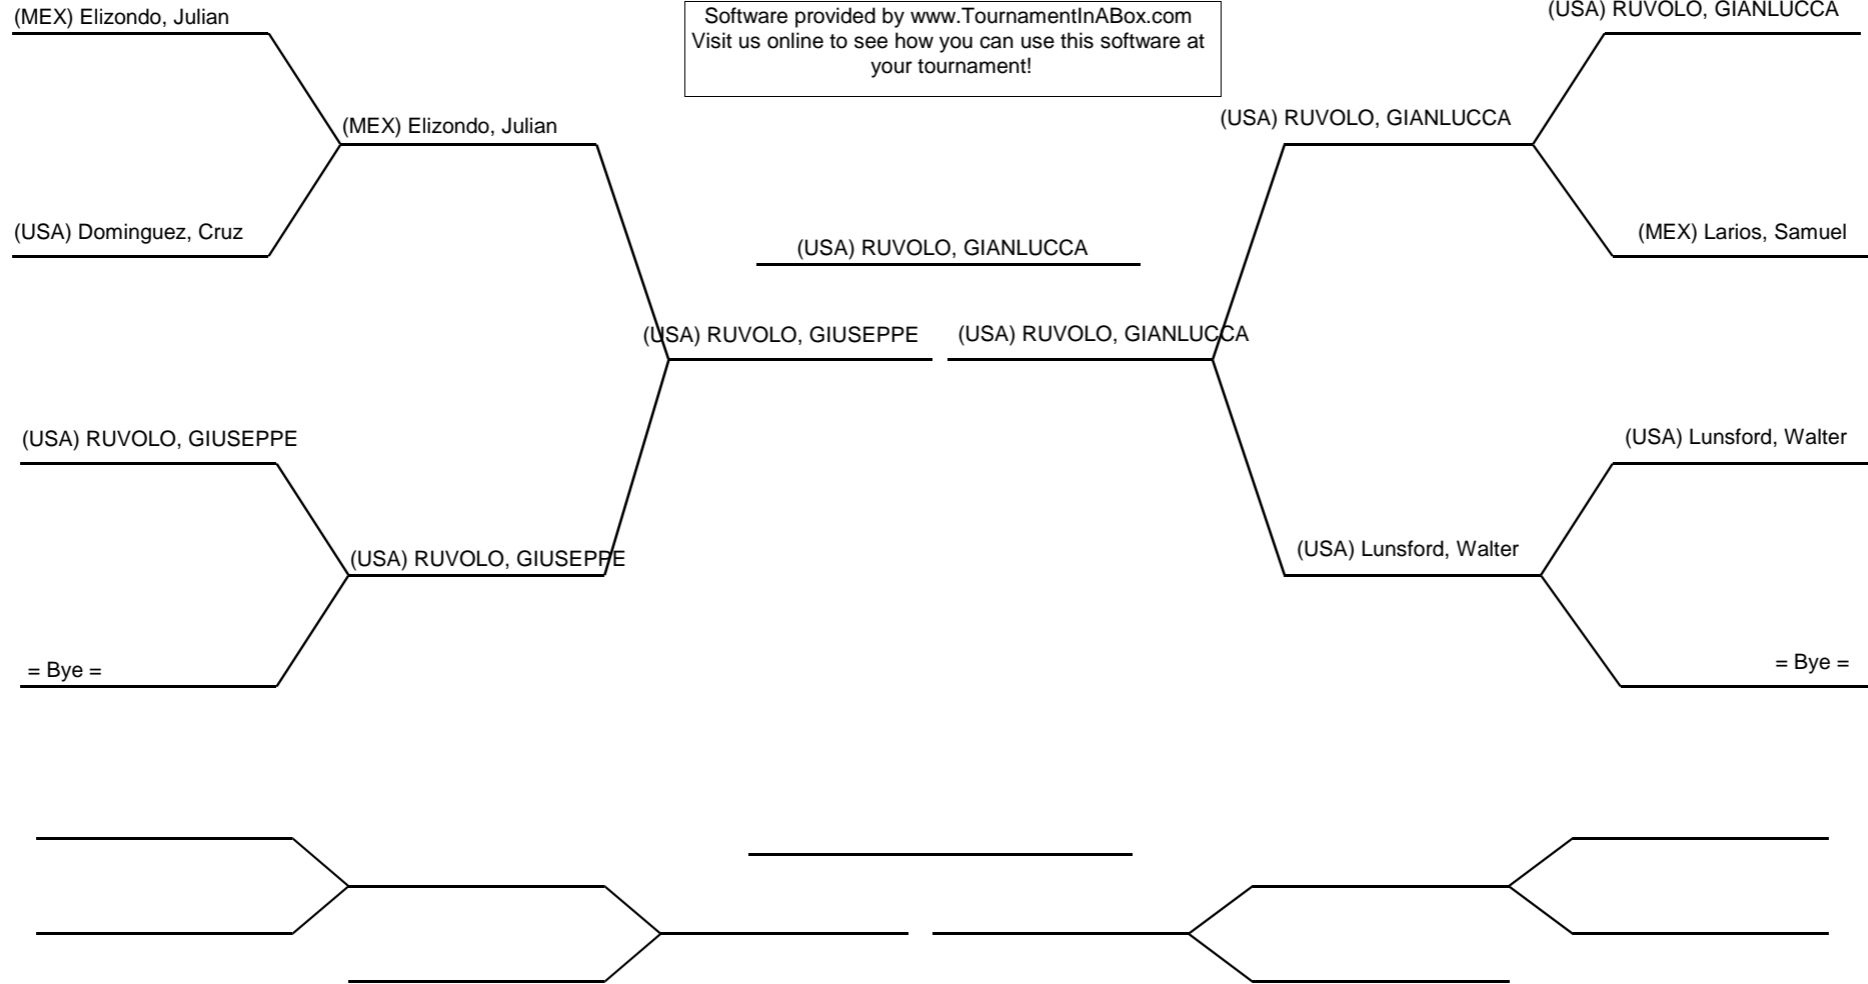 (MEX) Elizondo, Julian
Software provided by www.TournamentInABox.com
Visit us online to see how you can use this software at
your tournament!
(USA) RUVOLO, GIANLUCCA
(MEX) Elizondo, Julian
(USA) RUVOLO, GIANLUCCA
(USA) Dominguez, Cruz
(USA) RUVOLO, GIANLUCCA
(MEX) Larios, Samuel
(USA) RUVOLO, GIUSEPPE
(USA) RUVOLO, GIANLUCCA
(USA) RUVOLO, GIUSEPPE
(USA) Lunsford, Walter
(USA) RUVOLO, GIUSEPPE
(USA) Lunsford, Walter
= Bye =
= Bye =